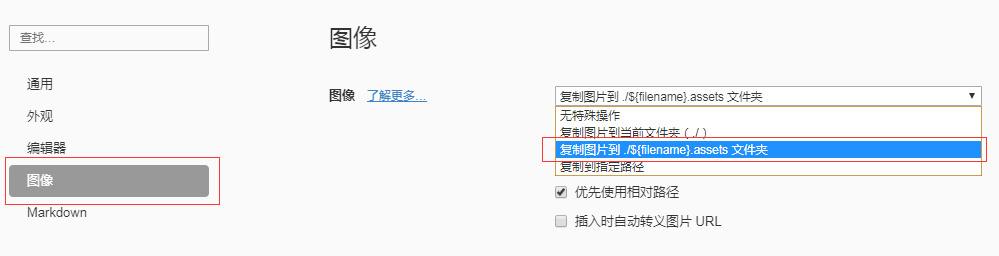 查找...
通用
外观
编辑器
图像
Markdown
图像
图像 了解更多...
复制图片到 ./${filename}.assets 文件夹
无特殊操作
复制图片到当前文件夹 ( ./ )
复制图片到 ./${filename}.assets 文件夹
复制到指定路径
优先使用相对路径
插入时自动转义图片 URL